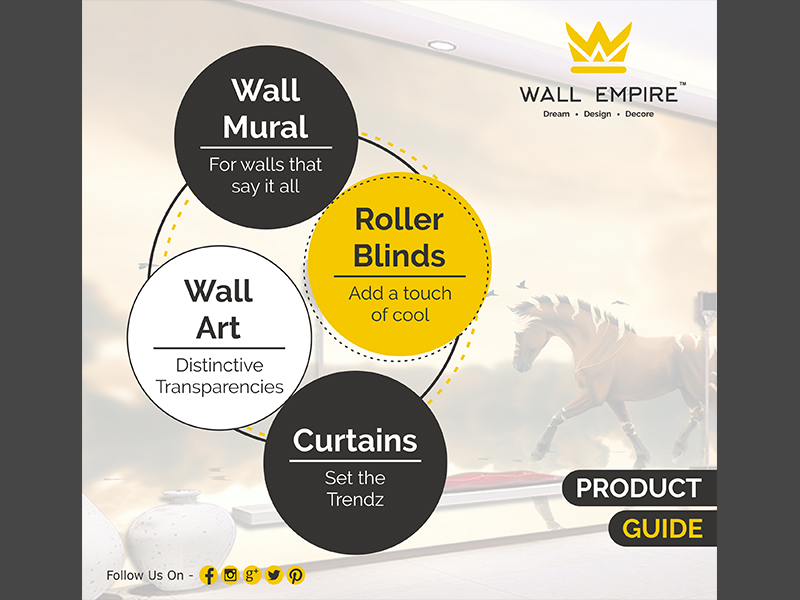 WALL EMPIRE™
Dream • Design • Decore
Wall
Mural
For walls that
say it all
Roller
Blinds
Add a touch
of cool
Wall
Art
Distinctive
Transparencies
Curtains
Set the
Trendz
PRODUCT
GUIDE
Follow Us On -